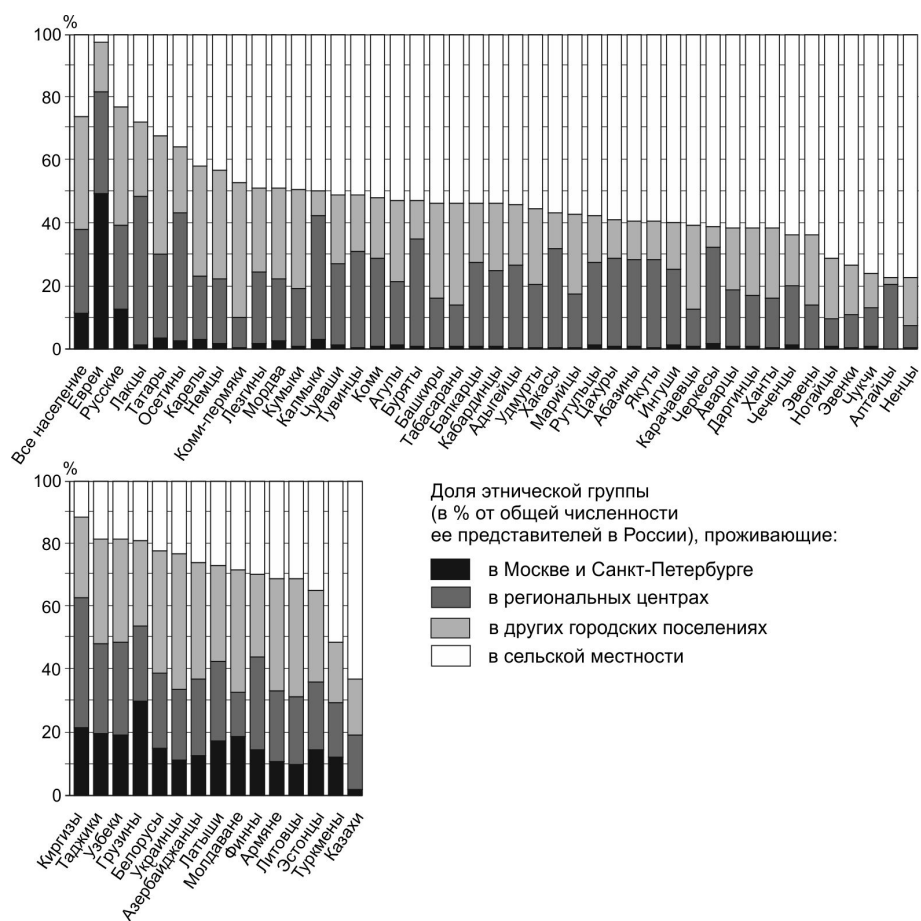 %
100
80
60
40
20
0
Все население
Евреи
Русские
Лакцы
Татары
Осетины
Карелы
Немцы
Коми-пермяки
Лезгины
Мордва
Кумыки
Калмыки
Чуваши
Тувинцы
Коми
Агулы
Буряты
Башкиры
Табасараны
Балкарцы
Кабардинцы
Адыгейцы
Удмурты
Хакасы
Марийцы
Рутульцы
Цахуры
Абазины
Якуты
Ингуши
Карачаевцы
Черкесы
Аварцы
Даргинцы
Ханты
Чеченцы
Эвены
Ногайцы
Эвенки
Чукчи
Алтайцы
Ненцы
%
100
80
60
40
20
0
Киргизы
Таджики
Узбеки
Грузины
Белорусы
Украинцы
Азербайджанцы
Латыши
Молдаване
Финны
Армяне
Литовцы
Эстонцы
Туркмены
Казахи
Доля этнической группы
(в % от общей численности
ее представителей в России), проживающие:
в Москве и Санкт-Петербурге
в региональных центрах
в других городских поселениях
в сельской местности